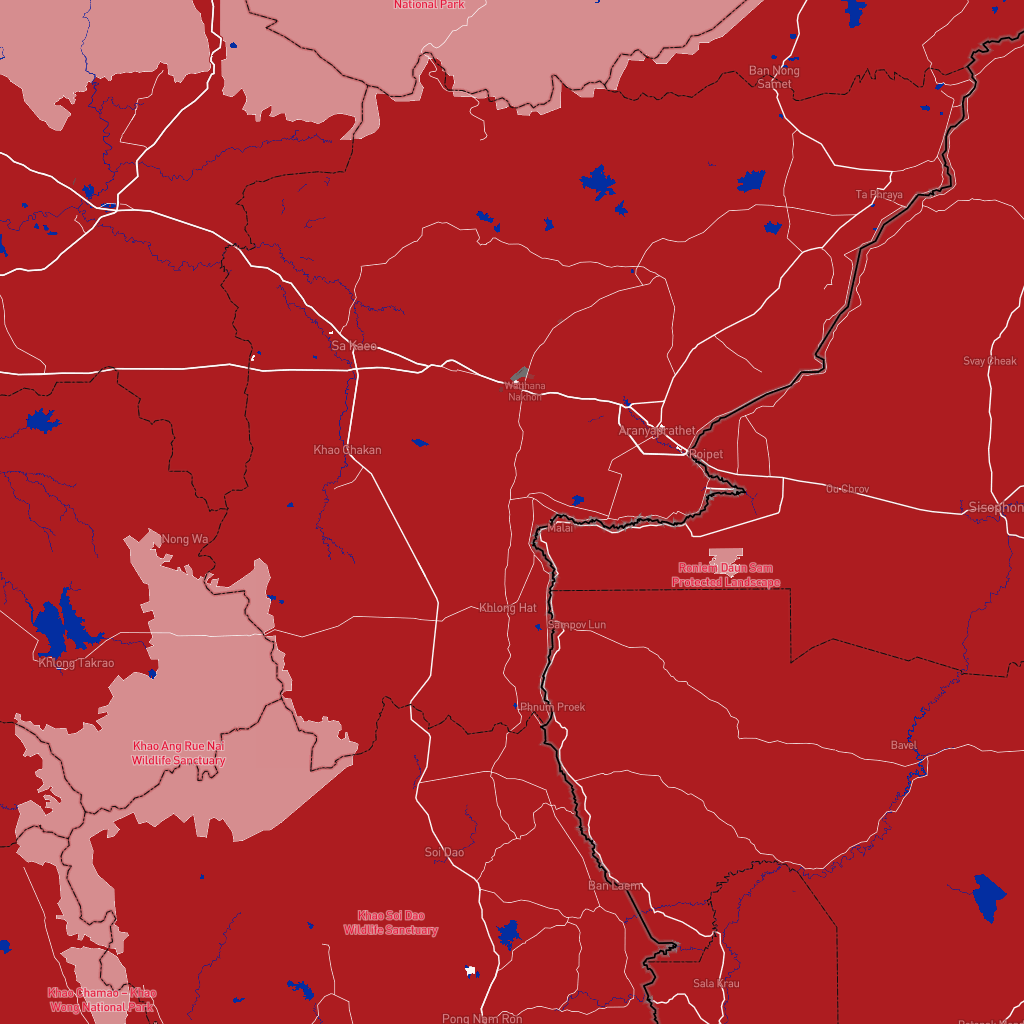 National Park
Ban Nong
Samet
Ta Phraya
Sa Kaeo
Svay Cheak
Watthana
Nakhon
Aranyaprathet
Khao Chakan
Poipet
Ou Chrov
Sisophon
Malai
Nong Wa
Roniem Daun Sam
Protected Landscape
Khlong Hat
Sampov Lun
Khlong Takrao
Phnum Proek
Khao Ang Rue Nai
Wildlife Sanctuary
Bavel
Soi Dao
Ban Laem
Khao Soi Dao
Wildlife Sanctuary
Sala Krau
Khao Chamao - Khao
Wong National Park
Pong Nam Ron